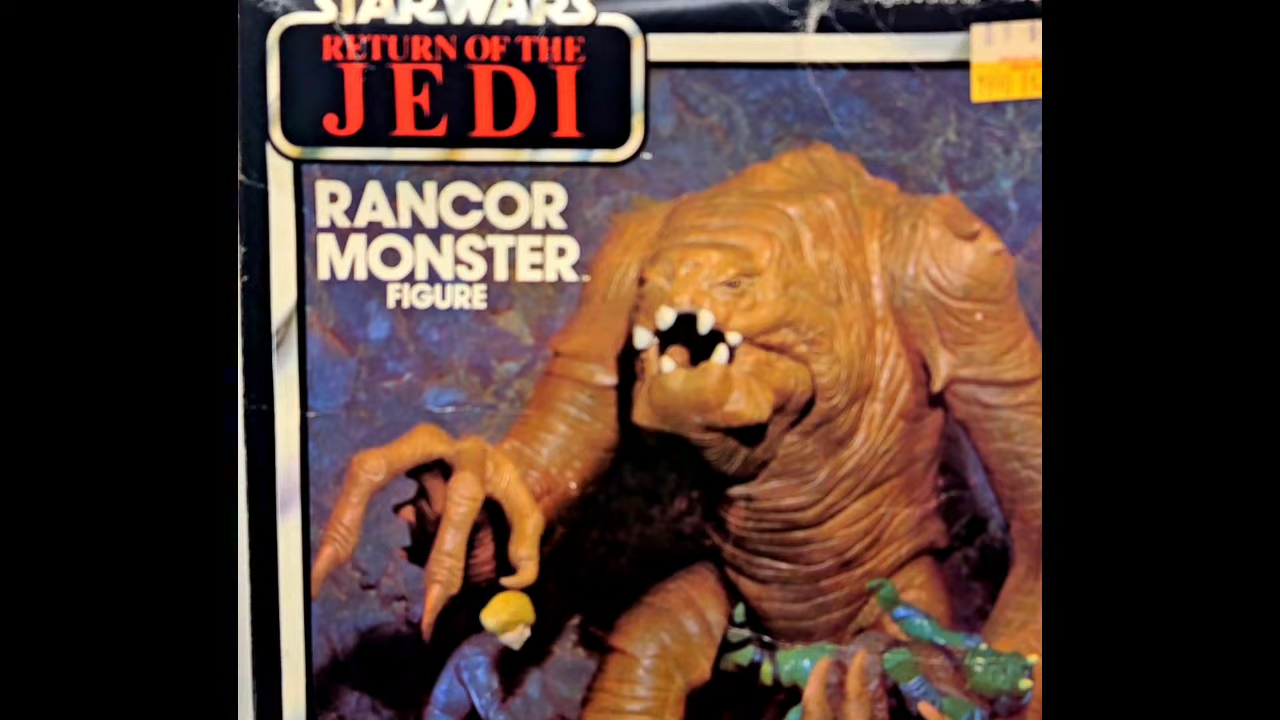 STAR WARS
RETURN OF THE
JEDI
RANCOR
MONSTER
FIGURE